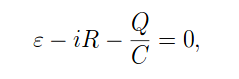 ε − iR − Q/C = 0,